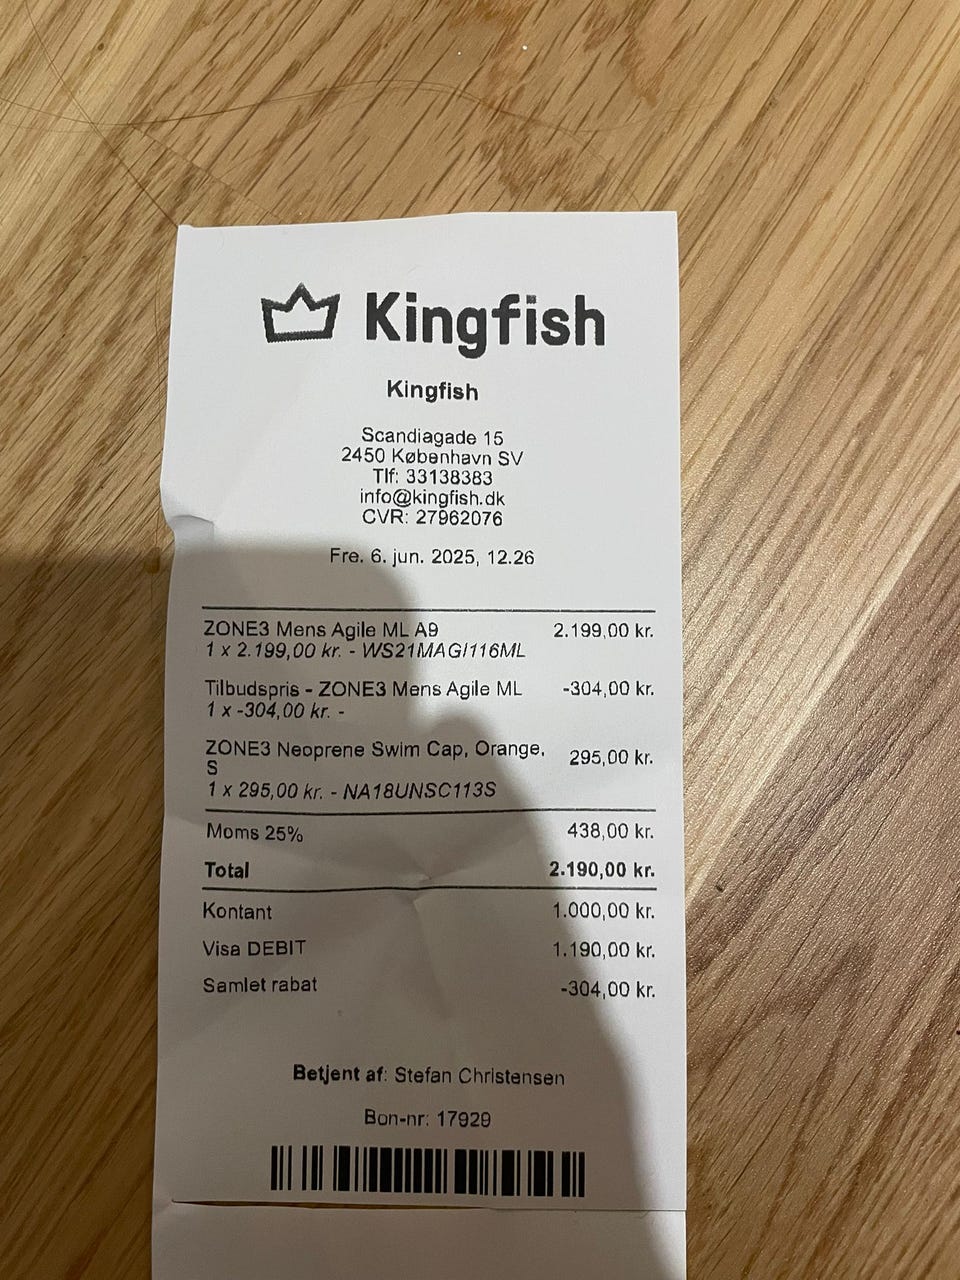 Kingfish
Kingfish
Scandiagade 15
2450 København SV
Tlf: 33138383
info@kingfish.dk
CVR: 27962076
Fre. 6. jun. 2025, 12.26
ZONE3 Mens Agile ML A9 2.199,00 kr.
1 x 2.199,00 kr. - WS21MAGI116ML
Tilbudspris - ZONE3 Mens Agile ML -304,00 kr.
1 x -304,00 kr. -
ZONE3 Neoprene Swim Cap, Orange, 295,00 kr.
S
1 x 295,00 kr. - NA18UNSC113S
Moms 25% 438,00 kr.
Total 2.190,00 kr.
Kontant 1.000,00 kr.
Visa DEBIT 1.190,00 kr.
Samlet rabat -304,00 kr.
Betjent af: Stefan Christensen
Bon-nr: 17929